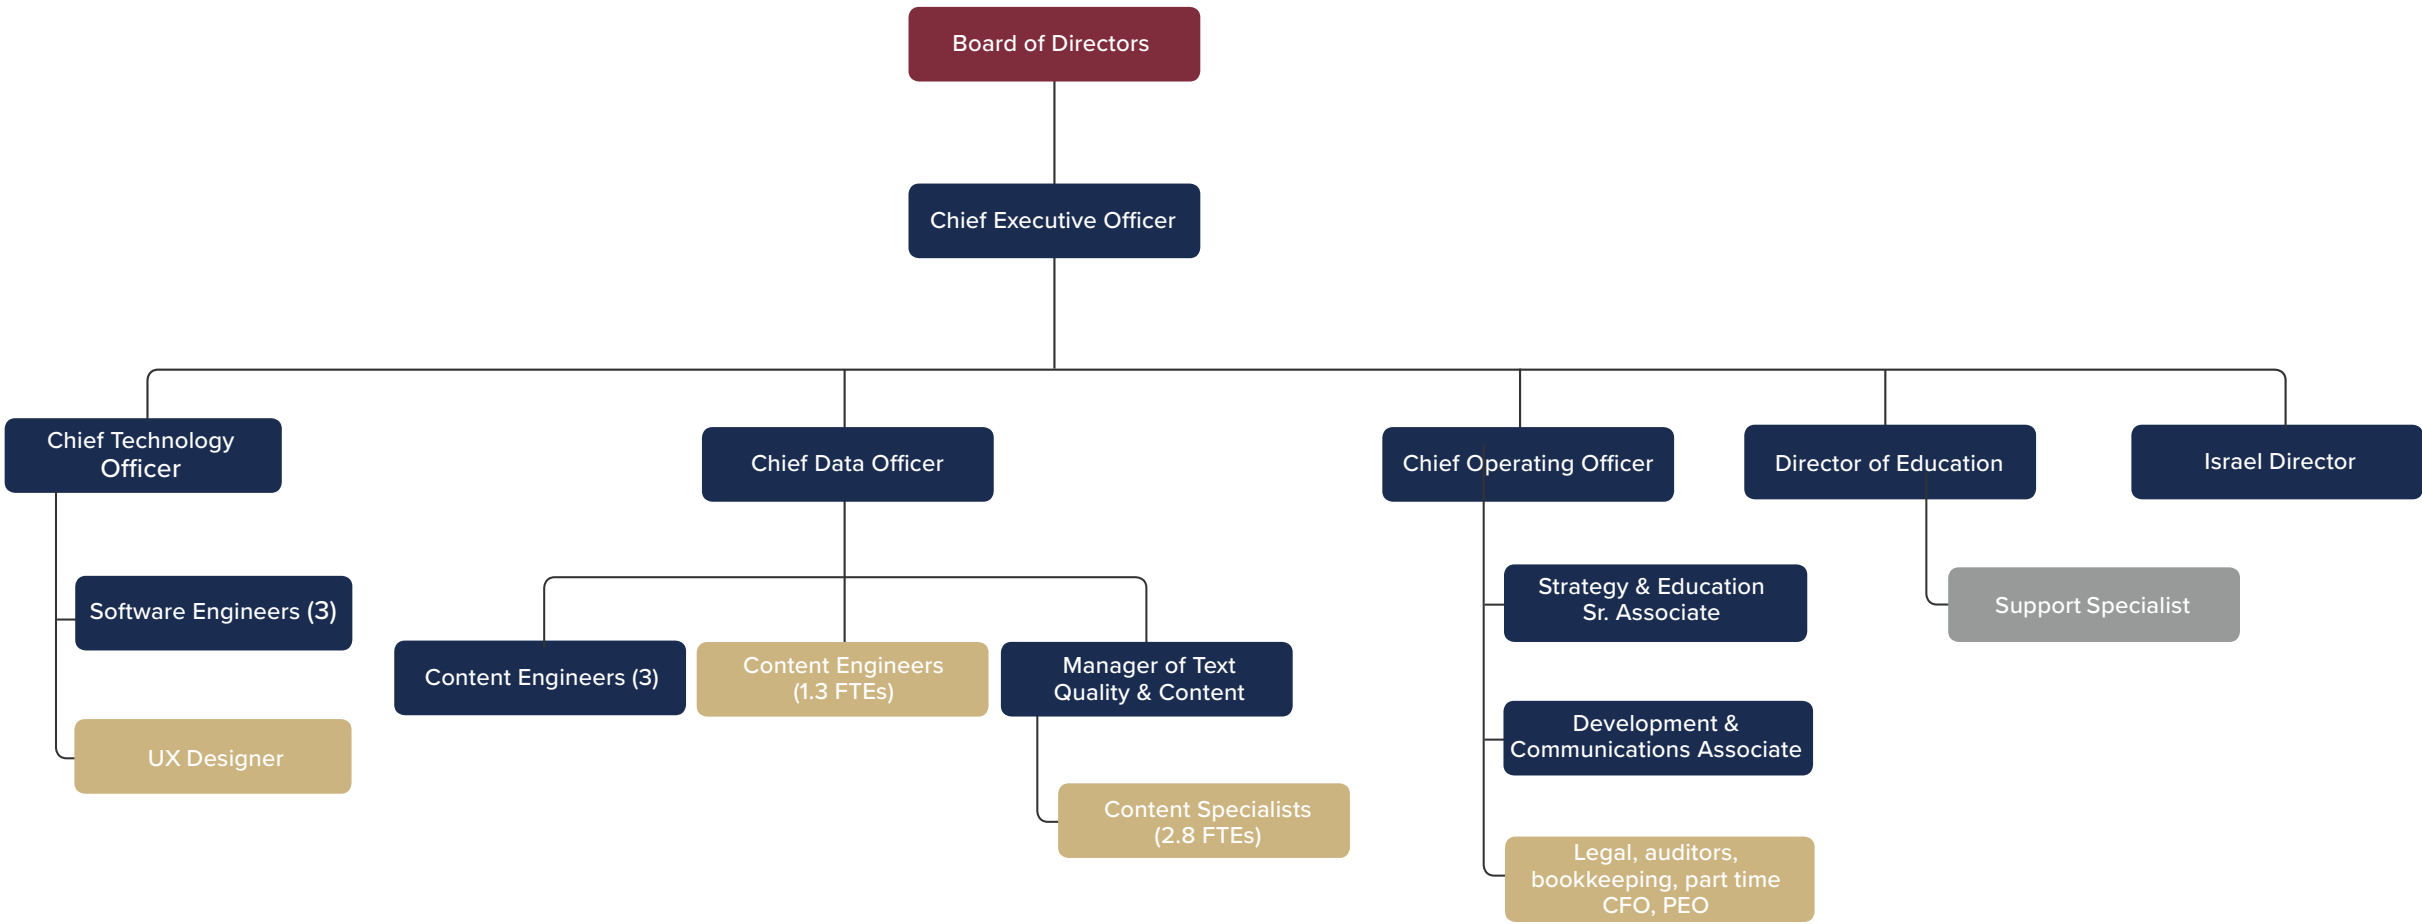 Board of Directors
Chief Executive Officer
Chief Technology
Officer
Chief Data Officer
Chief Operating Officer
Director of Education
Israel Director
Software Engineers (3)
UX Designer
Content Engineers (3)
Content Engineers
(1.3 FTEs)
Manager of Text
Quality & Content
Content Specialists
(2.8 FTEs)
Strategy & Education
Sr. Associate
Development &
Communications Associate
Legal, auditors,
bookkeeping, part time
CFO, PEO
Support Specialist